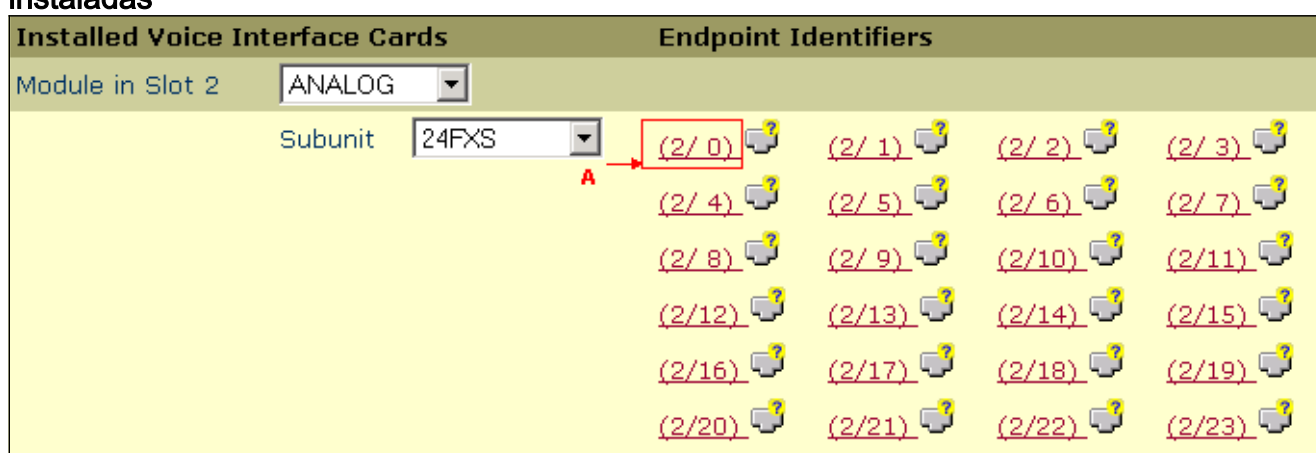 instaladas
Installed Voice Interface Cards Endpoint Identifiers
Module in Slot 2 ANALOG
Subunit 24FXS A (2/ 0) ? (2/ 1) ? (2/ 2) ? (2/ 3) ?
(2/ 4) ? (2/ 5) ? (2/ 6) ? (2/ 7) ?
(2/ 8) ? (2/ 9) ? (2/10) ? (2/11) ?
(2/12) ? (2/13) ? (2/14) ? (2/15) ?
(2/16) ? (2/17) ? (2/18) ? (2/19) ?
(2/20) ? (2/21) ? (2/22) ? (2/23) ?